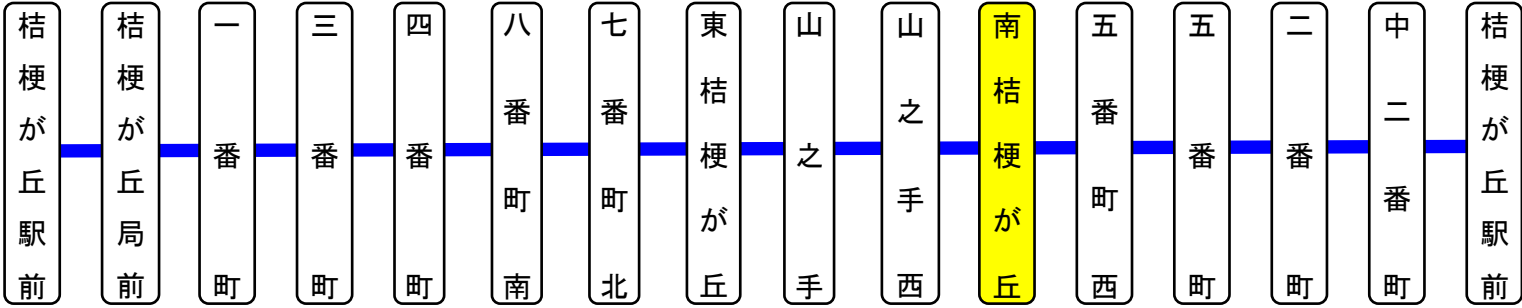 桔梗が丘駅前
桔梗が丘局前
一番町
三番町
四番町
八番町南
七番町北
東桔梗が丘
山之手
山之手西
南桔梗が丘
五番町西
五番町
二番町
中二番町
桔梗が丘駅前